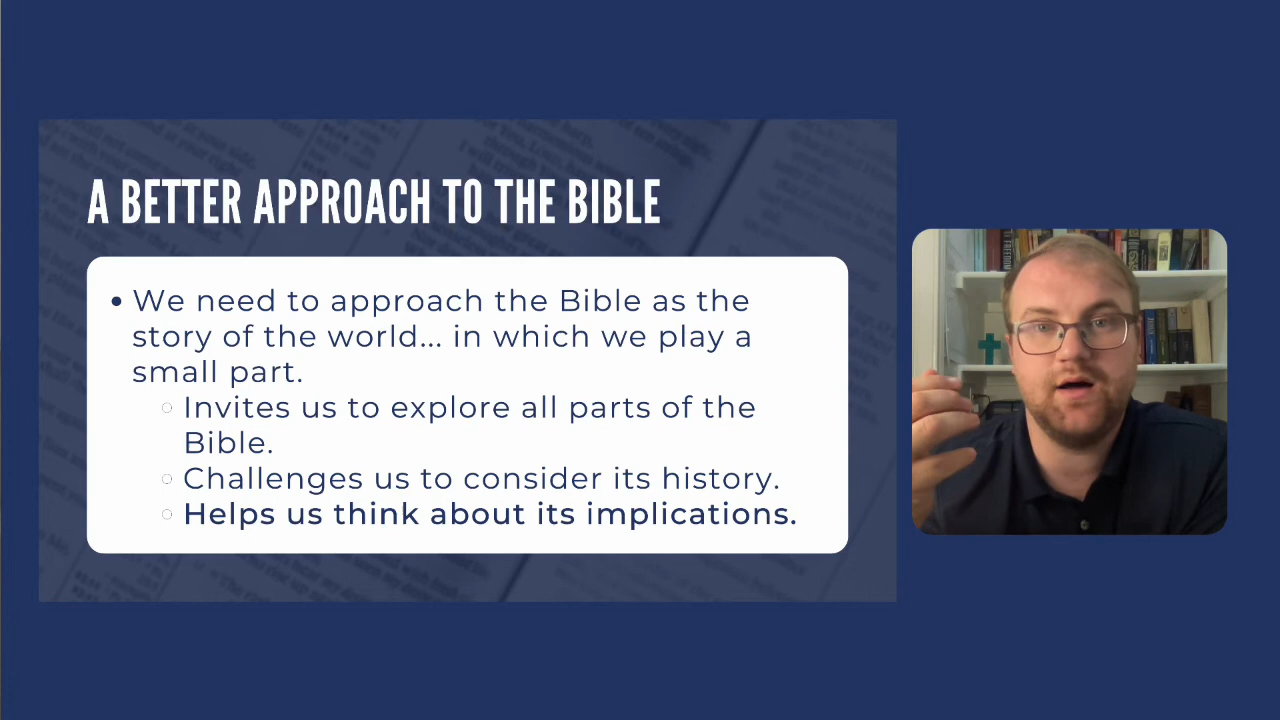 A BETTER APPROACH TO THE BIBLE
• We need to approach the Bible as the
story of the world... in which we play a
small part.
○ Invites us to explore all parts of the
Bible.
○ Challenges us to consider its history.
○ Helps us think about its implications.